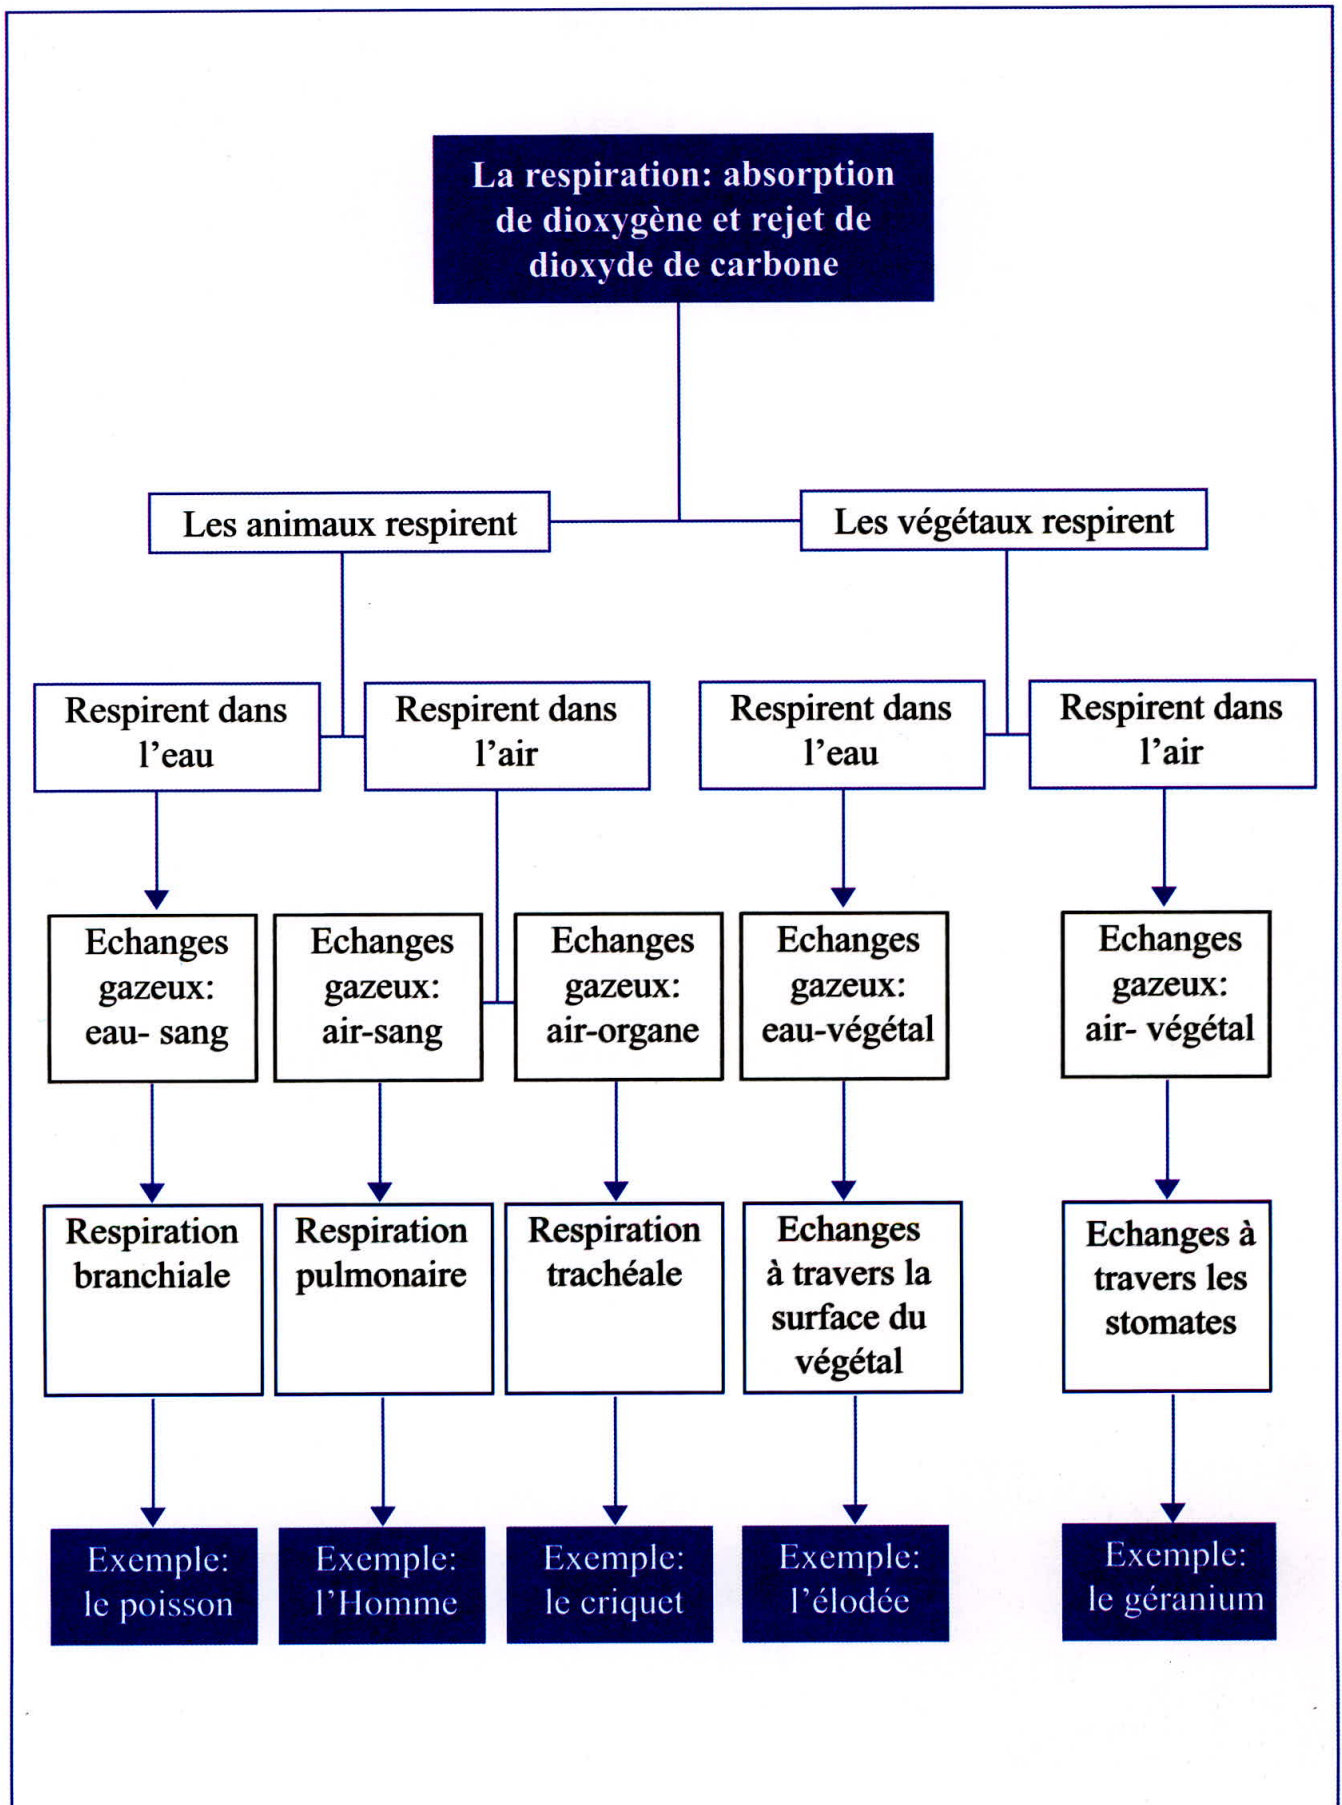 La respiration: absorption
de dioxygène et rejet de
dioxyde de carbone
Les animaux respirent
Les végétaux respirent
Respirent dans
l'eau
Respirent dans
l'air
Respirent dans
l'eau
Respirent dans
l'air
Echanges
gazeux:
eau- sang
Echanges
gazeux:
air-sang
Echanges
gazeux:
air-organe
Echanges
gazeux:
eau-végétal
Echanges
gazeux:
air- végétal
Respiration
branchiale
Respiration
pulmonaire
Respiration
trachéale
Echanges
à travers la
surface du
végétal
Echanges à
travers les
stomates
Exemple:
le poisson
Exemple:
l'Homme
Exemple:
le criquet
Exemple:
l'élodée
Exemple:
le géranium